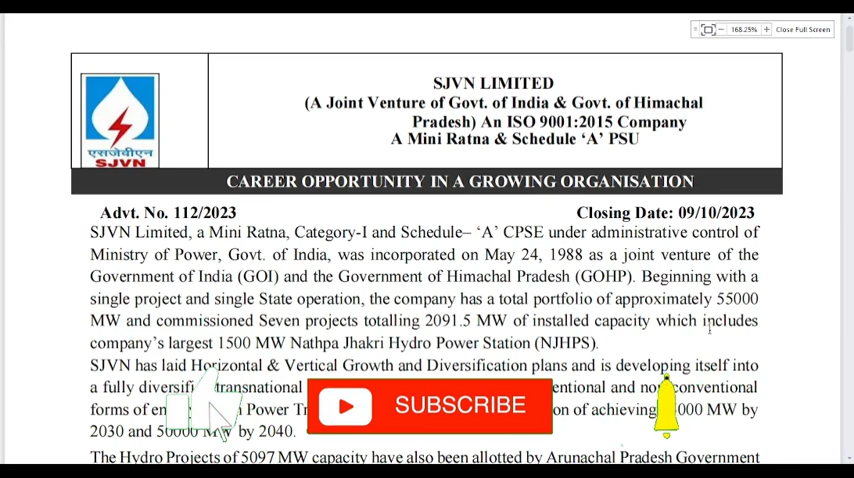 168.25%
Close Full Screen
एसजेवीएन
SJVN
SJVN LIMITED
(A Joint Venture of Govt. of India & Govt. of Himachal
Pradesh) An ISO 9001:2015 Company
A Mini Ratna & Schedule ‘A’ PSU
CAREER OPPORTUNITY IN A GROWING ORGANISATION
Advt. No. 112/2023 Closing Date: 09/10/2023
SJVN Limited, a Mini Ratna, Category-I and Schedule– ‘A’ CPSE under administrative control of
Ministry of Power, Govt. of India, was incorporated on May 24, 1988 as a joint venture of the
Government of India (GOI) and the Government of Himachal Pradesh (GOHP). Beginning with a
single project and single State operation, the company has a total portfolio of approximately 55000
MW and commissioned Seven projects totalling 2091.5 MW of installed capacity which includes
company’s largest 1500 MW Nathpa Jhakri Hydro Power Station (NJHPS).
SJVN has laid Horizontal & Vertical Growth and Diversification plans and is developing itself into
a fully transnational and conventional
forms of Power of achieving MW by
2030 and 50000 MW by 2040.
SUBSCRIBE
The Hydro Projects of 5097 MW capacity have also been allotted by Arunachal Pradesh Government